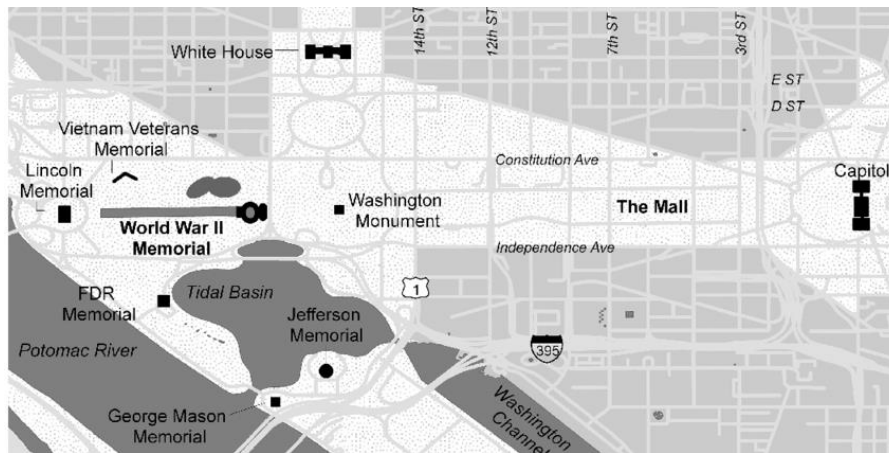 White House
14th ST
12th ST
7th ST
3rd ST
E ST
D ST
Vietnam Veterans
Memorial
Constitution Ave
Lincoln
Memorial
Capitol
Washington
Monument
The Mall
World War II
Memorial
Independence Ave
FDR
Memorial
Tidal Basin
1
Jefferson
Memorial
Potomac River
395
George Mason
Memorial
Washington
Channel